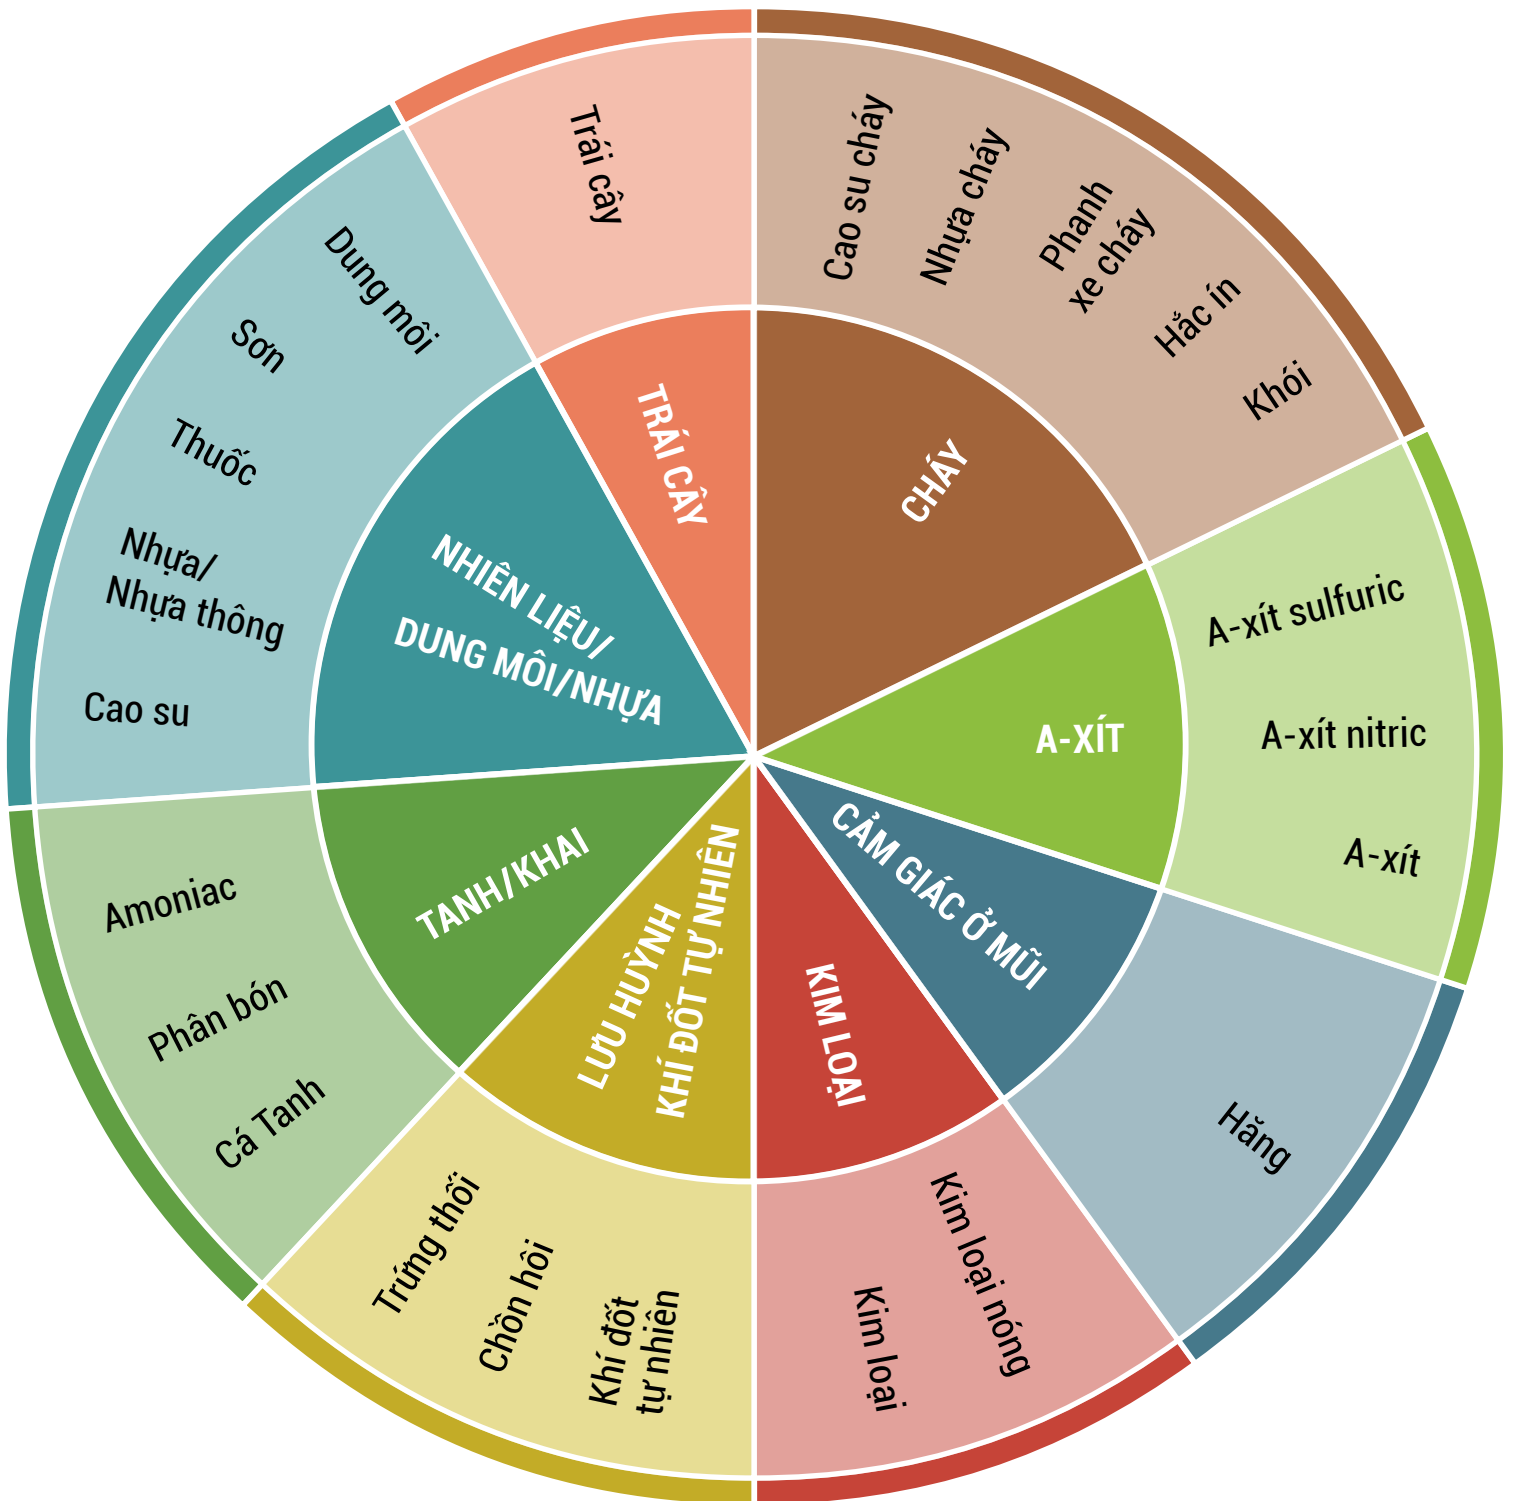 CHÁY
Cao su cháy
Nhựa cháy
Phanh
xe cháy
Hắc ín
Khói
A-XÍT
A-xít sulfuric
A-xít nitric
A-xít
CẢM GIÁC Ở MŨI
Hăng
KIM LOẠI
Kim loại nóng
Kim loại
LƯU HUỲNH
KHÍ ĐỐT TỰ NHIÊN
Khí đốt
tự nhiên
Chồn hôi
Trứng thối
TANH/KHAI
Cá Tanh
Phân bón
Amoniac
NHIÊN LIỆU/
DUNG MÔI/NHỰA
Cao su
Nhựa/
Nhựa thông
Thuốc
Sơn
Dung môi
TRÁI CÂY
Trái cây